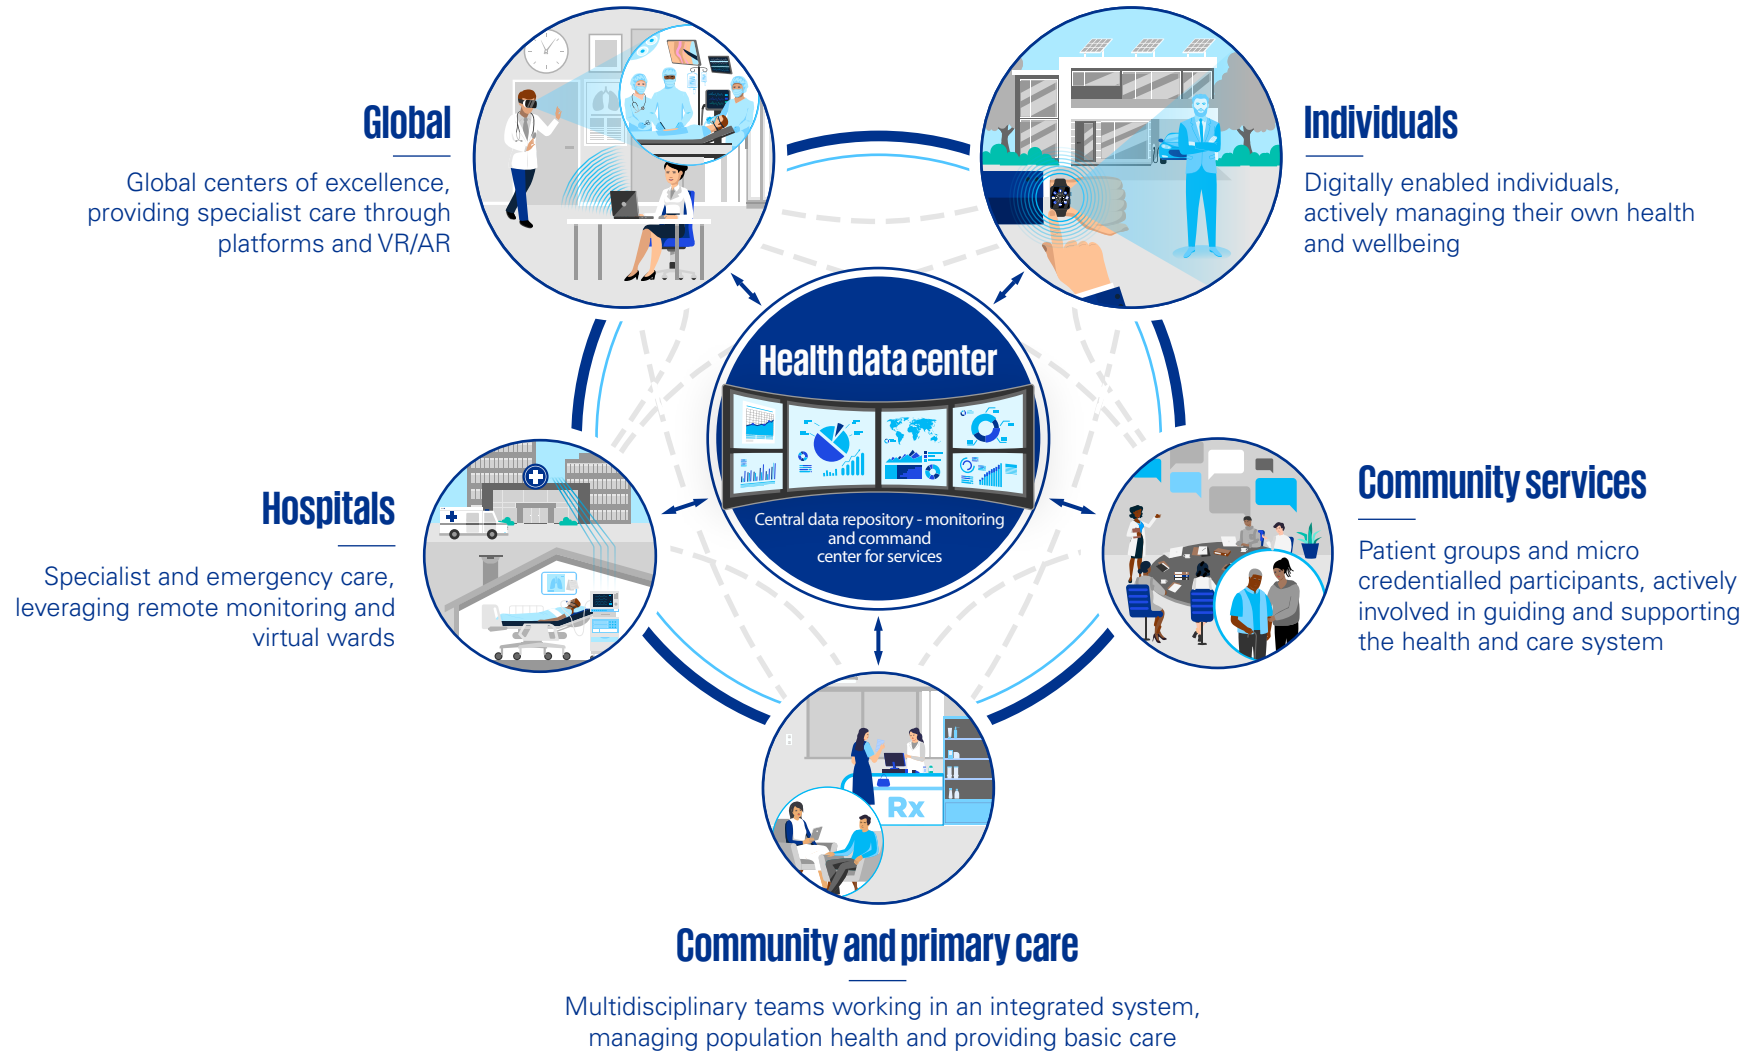 Global
Global centers of excellence,
providing specialist care through
platforms and VR/AR
Individuals
Digitally enabled individuals,
actively managing their own health
and wellbeing
Health data center
Central data repository - monitoring
and command
center for services
Hospitals
Specialist and emergency care,
leveraging remote monitoring and
virtual wards
Community services
Patient groups and micro
credentialled participants, actively
involved in guiding and supporting
the health and care system
Rx
Community and primary care
Multidisciplinary teams working in an integrated system,
managing population health and providing basic care